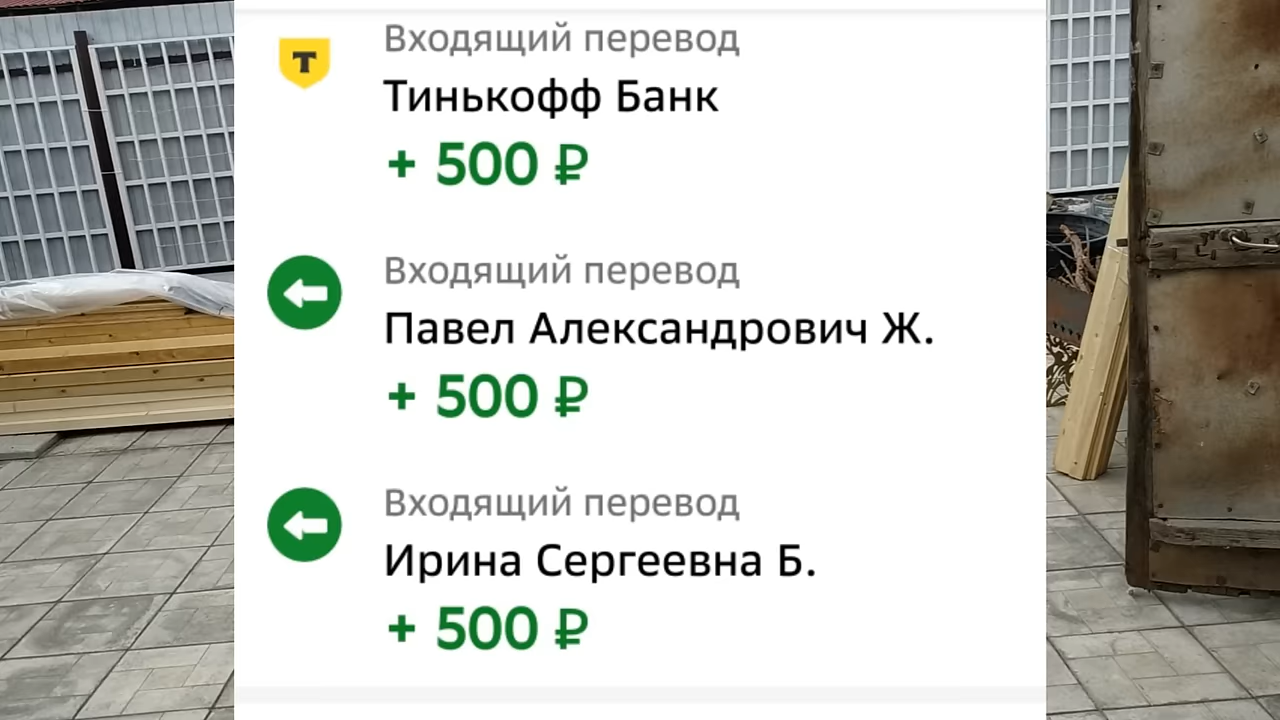 Входящий перевод
Т
Тинькофф Банк
+ 500 ₽
Входящий перевод
Павел Александрович Ж.
+ 500 ₽
Входящий перевод
Ирина Сергеевна Б.
+ 500 ₽